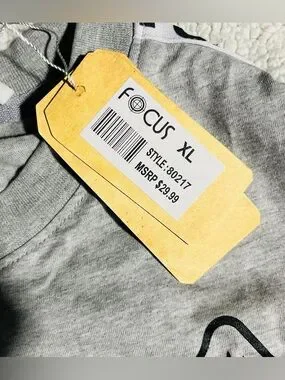 FOCUS XL
STYLE:80217
MSRP $29.99